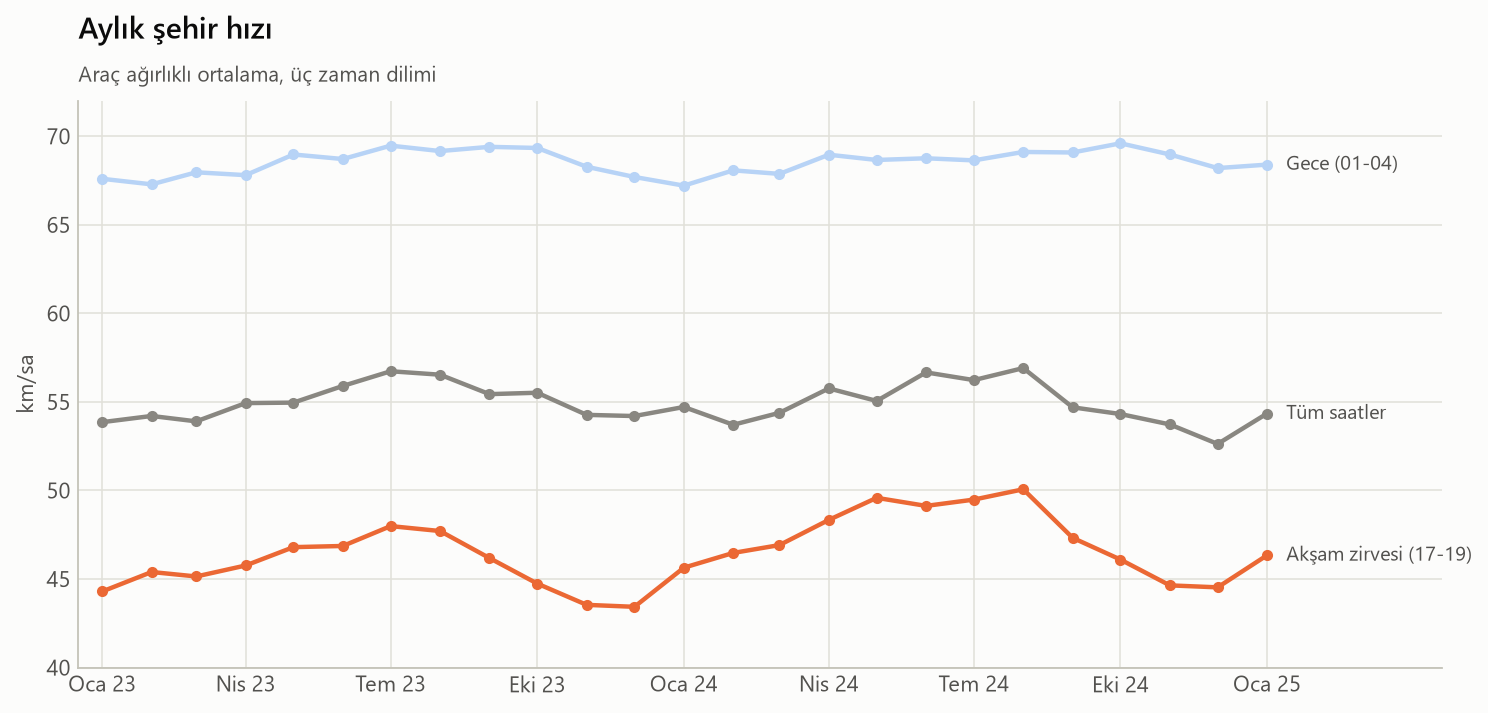 Aylık şehir hızı
Araç ağırlıklı ortalama, üç zaman dilimi
km/sa
70
65
60
55
50
45
40
Gece (01-04)
Tüm saatler
Akşam zirvesi (17-19)
Oca 23
Nis 23
Tem 23
Eki 23
Oca 24
Nis 24
Tem 24
Eki 24
Oca 25